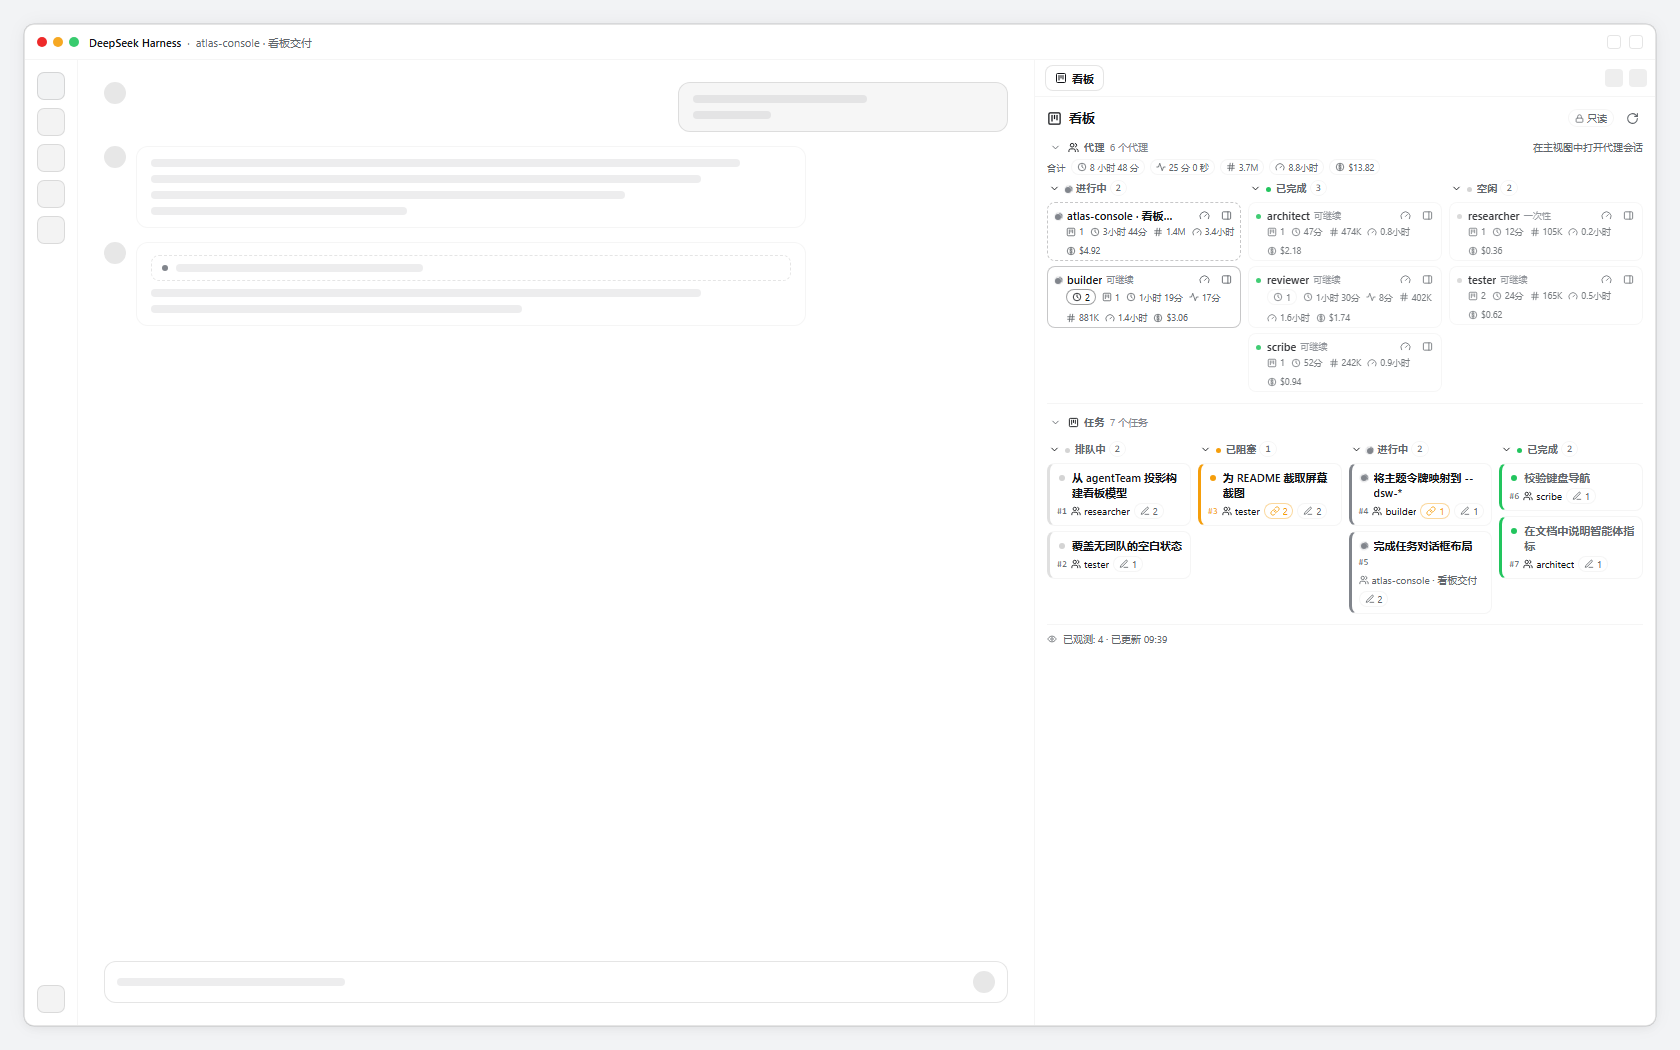 DeepSeek Harness · atlas-console · 看板交付
看板
看板
只读
代理 6 个代理
在主视图中打开代理会话
合计 8 小时 48 分 25 分 0 秒 3.7M 8.8小时 $13.82
进行中 2
atlas-console · 看板...
1 3小时 44分 1.4M 3.4小时
$4.92
builder 可继续
2 1 1小时 19分 17分
881K 1.4小时 $3.06
已完成 3
architect 可继续
1 47分 474K 0.8小时
$2.18
reviewer 可继续
1 1小时 30分 8分 402K
1.6小时 $1.74
scribe 可继续
1 52分 242K 0.9小时
$0.94
空闲 2
researcher 一次性
1 12分 105K 0.2小时
$0.36
tester 可继续
2 24分 165K 0.5小时
$0.62
任务 7 个任务
排队中 2
从 agentTeam 投影构
建看板模型
#1 researcher 2
覆盖无团队的空白状态
#2 tester 1
已阻塞 1
为 README 截取屏幕
截图
#3 tester 2 2
进行中 2
将主题令牌映射到 --
dsw-*
#4 builder 1 1
完成任务对话框布局
#5
atlas-console · 看板交付
2
已完成 2
校验键盘导航
#6 scribe 1
在文档中说明智能体指
标
#7 architect 1
已观测: 4 · 已更新 09:39